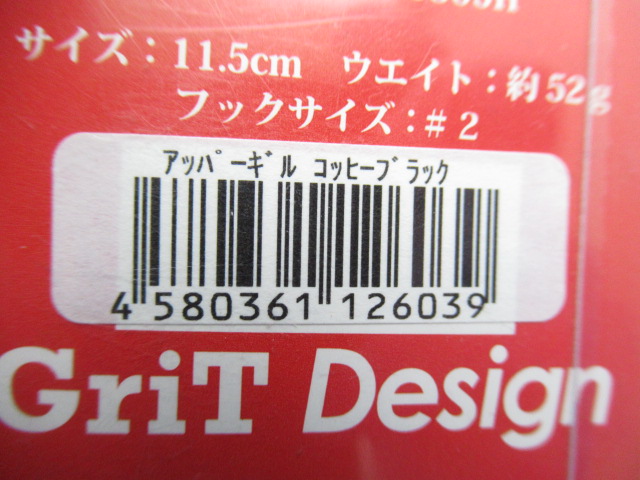 サイズ：11.5cm ウエイト：約52g
フックサイズ：#2
ｱｯﾊﾟｰｷﾞﾙ ｺｯﾋｰﾌﾞﾗｯｸ
4 580361 126039
GriT Design